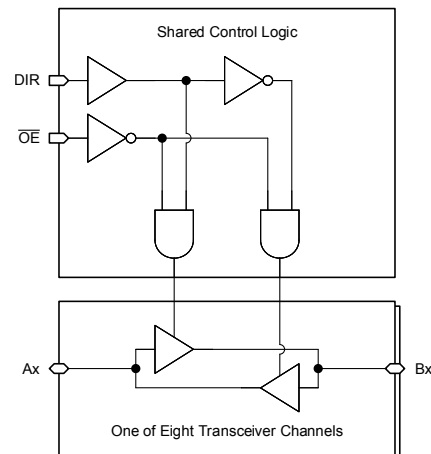 Shared Control Logic
DIR
OE
Ax
Bx
One of Eight Transceiver Channels